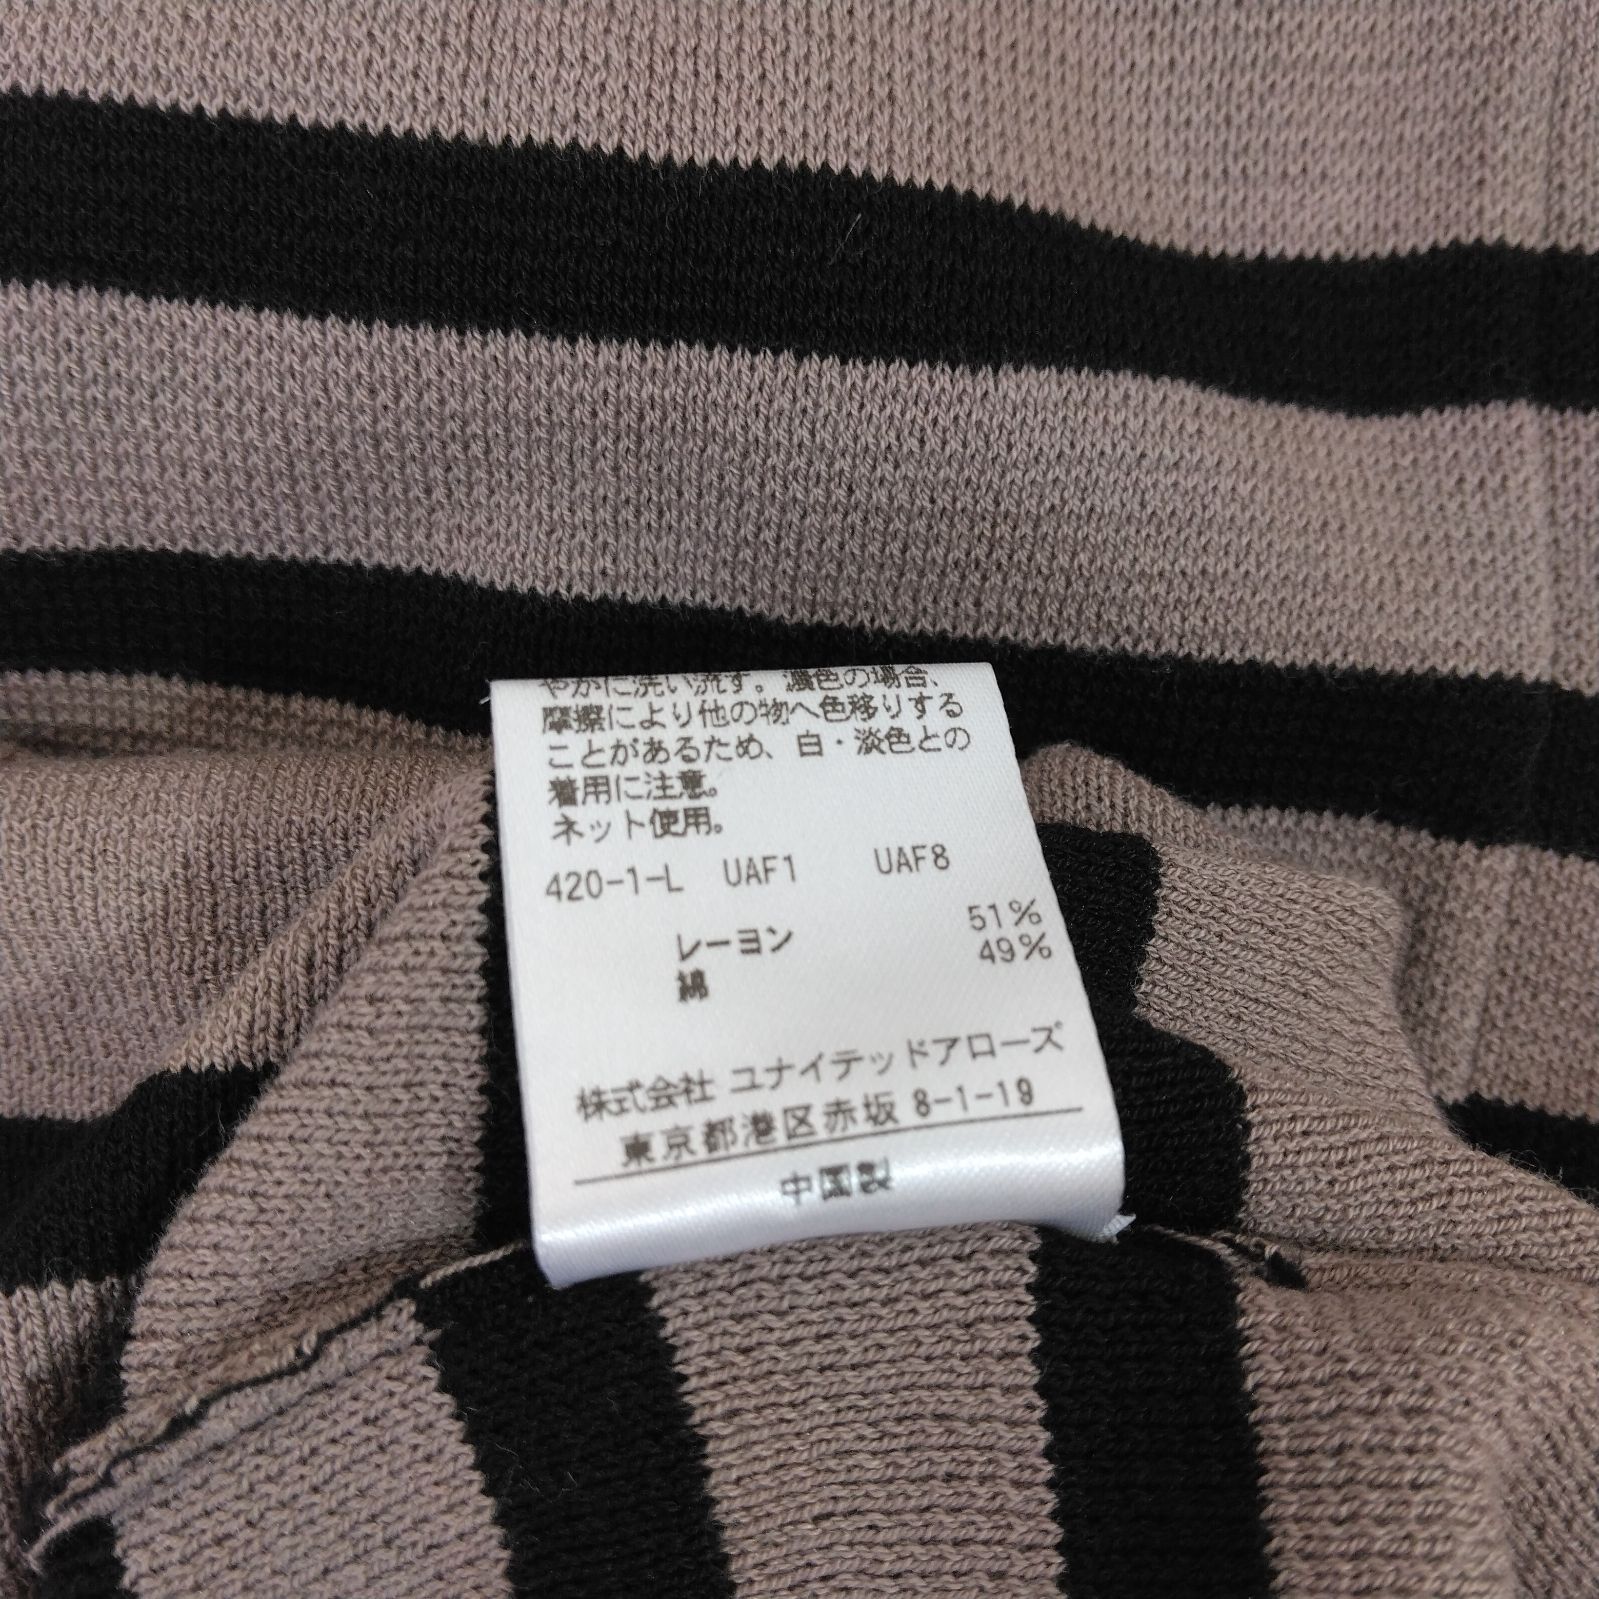 やかに洗い流す。濃色の場合、
摩擦により他の物へ色移りする
ことがあるため、白・淡色との
着用に注意。
ネット使用。
420-1-L UAF1 UAF8
レーヨン 51%
綿 49%
株式会社 ユナイテッドアローズ
東京都港区赤坂 8-1-19
中国製